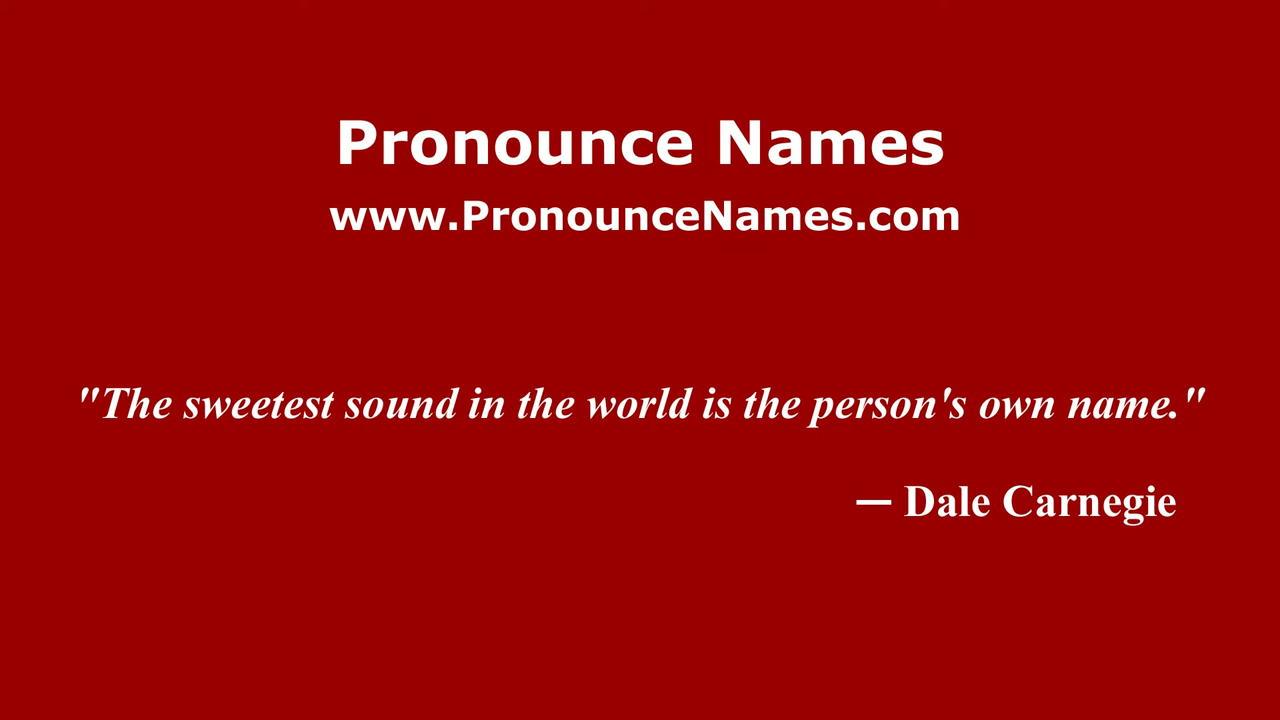 Pronounce Names
www.PronounceNames.com
"The sweetest sound in the world is the person's own name."
— Dale Carnegie